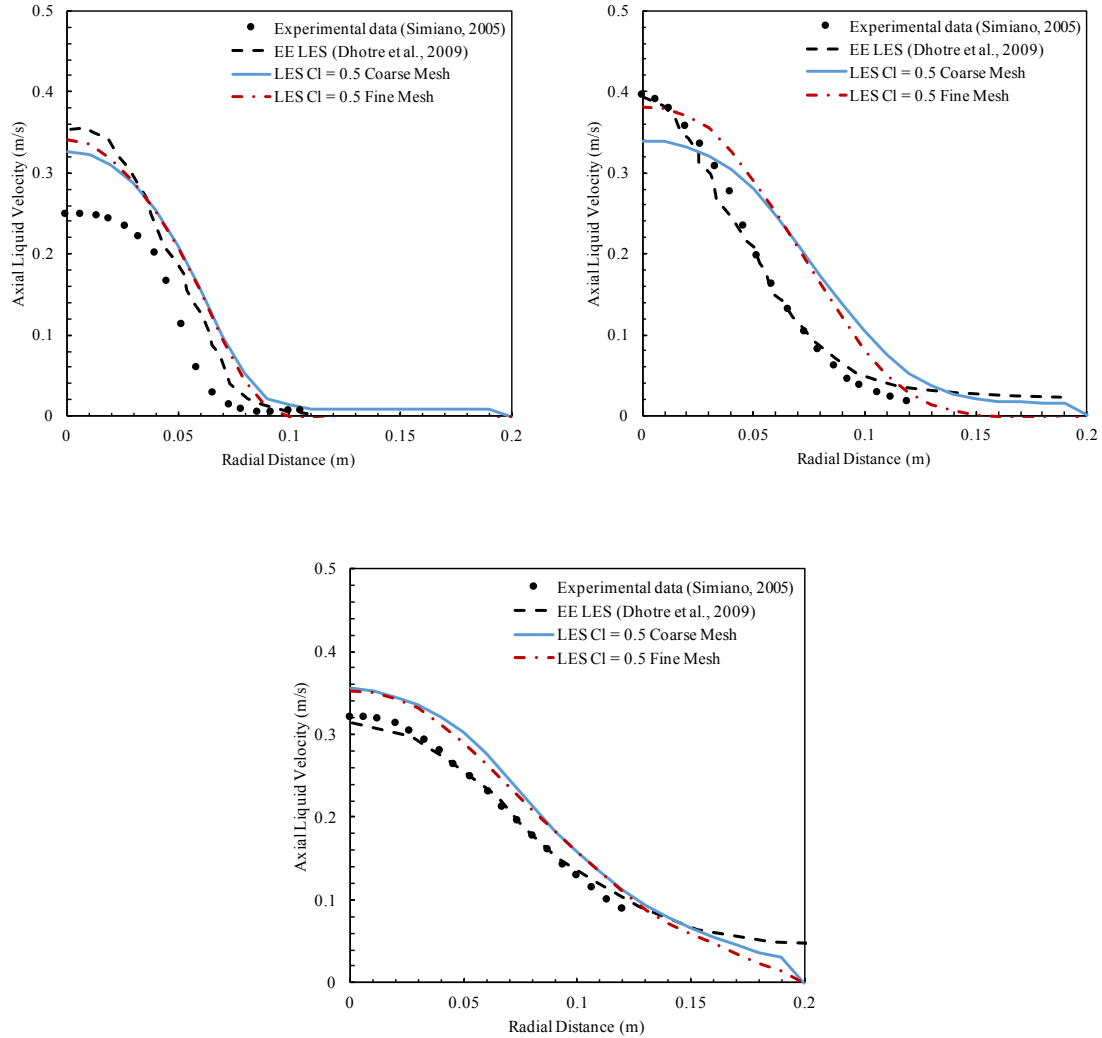 0.5
0.4
0.3
0.2
0.1
0
Axial Liquid Velocity (m/s)
Experimental data (Simiano, 2005)
EE LES (Dhotre et al., 2009)
LES Cl = 0.5 Coarse Mesh
LES Cl = 0.5 Fine Mesh
0 0.05 0.1 0.15 0.2
Radial Distance (m)
0.5
0.4
0.3
0.2
0.1
0
Axial Liquid Velocity (m/s)
Experimental data (Simiano, 2005)
EE LES (Dhotre et al., 2009)
LES Cl = 0.5 Coarse Mesh
LES Cl = 0.5 Fine Mesh
0 0.05 0.1 0.15 0.2
Radial Distance (m)
0.5
0.4
0.3
0.2
0.1
0
Axial Liquid Velocity (m/s)
Experimental data (Simiano, 2005)
EE LES (Dhotre et al., 2009)
LES Cl = 0.5 Coarse Mesh
LES Cl = 0.5 Fine Mesh
0 0.05 0.1 0.15 0.2
Radial Distance (m)